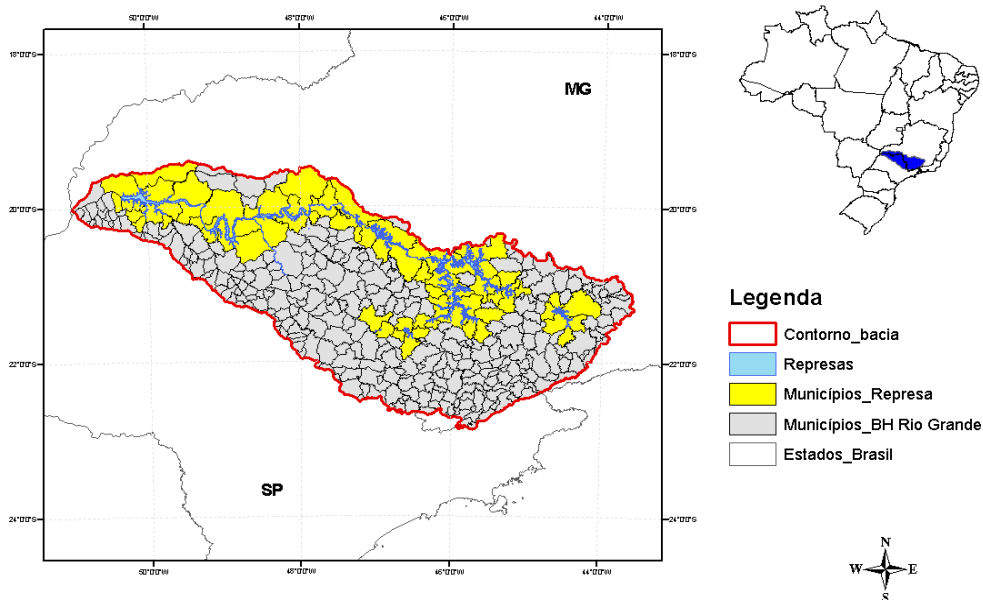 50°0'0"W
48°0'0"W
46°0'0"W
44°0'0"W
18°0'0"S
18°0'0"S
MG
20°0'0"S
20°0'0"S
22°0'0"S
22°0'0"S
SP
24°0'0"S
24°0'0"S
50°0'0"W
48°0'0"W
46°0'0"W
44°0'0"W
Legenda
Contorno_bacia
Represas
Municípios_Represa
Municípios_BH Rio Grande
Estados_Brasil
N
W E
S